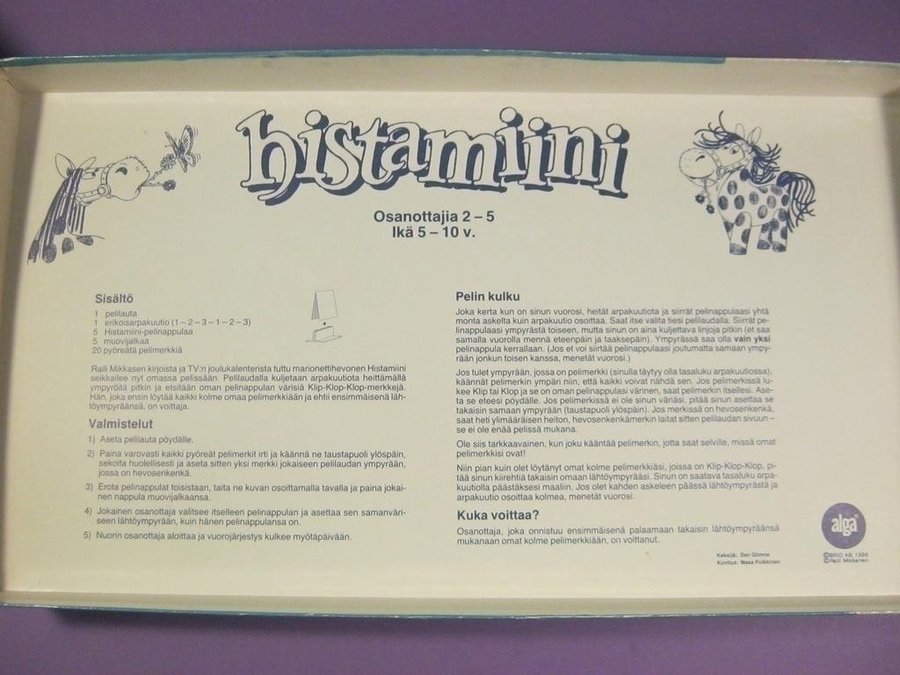 histamiini
Osanottajia 2 – 5
Ikä 5 – 10 v.
Sisältö
1 pelilauta
1 erikoisarpakuutio (1 – 2 – 3 – 1 – 2 – 3)
5 Histamiini-pelinappulaa
5 muovijalkaa
20 pyöreätä pelimerkkiä
Raili Mikkasen kirjoista ja TV:n joulukalenterista tuttu marionettihevonen Histamiini
seikkailee nyt omassa pelissään. Pelilaudalla kuljetaan arpakuutiota heittämällä
ympyröitä pitkin ja etsitään oman pelinappulan värisiä Klip-Klop-Klop-merkkejä.
Hän, joka ensin löytää kaikki kolme omaa pelimerkkiään ja ehtii ensimmäisenä läh-
töympyräänsä, on voittaja.
Valmistelut
1) Aseta pelilauta pöydälle.
2) Paina varovasti kaikki pyöreät pelimerkit irti ja käännä ne taustapuoli ylöspäin,
sekoita huolellisesti ja aseta sitten yksi merkki jokaiseen pelilaudan ympyrään,
jossa on hevosenkenkä.
3) Erota pelinappulat toisistaan, taita ne kuvan osoittamalla tavalla ja paina jokai-
nen nappula muovijalkaansa.
4) Jokainen osanottaja valitsee itselleen pelinappulan ja asettaa sen samanväri-
seen lähtöympyrään, kuin hänen pelinappulansa on.
5) Nuorin osanottaja aloittaa ja vuorojärjestys kulkee myötäpäivään.
Pelin kulku
Joka kerta kun on sinun vuorosi, heität arpakuutiota ja siirrät pelinappulaasi yhtä
monta askelta kuin arpakuutio osoittaa. Saat itse valita tiesi pelilaudalla. Siirrät pe-
linappulaasi ympyrästä toiseen, mutta sinun on aina kuljettava linjoja pitkin (et saa
samalla vuorolla mennä eteenpäin ja taaksepäin). Ympyrässä saa olla vain yksi
pelinappula kerrallaan. (Jos et voi siirtää pelinappulaasi joutumatta samaan ympy-
rään jonkun toisen kanssa, menetät vuorosi.)
Jos tulet ympyrään, jossa on pelimerkki (sinulla täytyy olla tasaluku arpakuutiossa),
käännät pelimerkin ympäri niin, että kaikki voivat nähdä sen. Jos pelimerkissä lu-
kee Klip tai Klop ja se on oman pelinappulasi värinen, saat pelimerkin itsellesi. Ase-
ta se eteesi pöydälle. Jos pelimerkissä ei ole sinun väriäsi, pitää sinun asettaa se
takaisin samaan ympyrään (taustapuoli ylöspäin). Jos merkissä on hevosenkenkä,
saat heti ylimääräisen heiton, hevosenkenkämerkin laitat sitten pelilaudan sivuun –
se ei ole enää pelissä mukana.
Ole siis tarkkaavainen, kun joku kääntää pelimerkin, jotta saat selville, missä omat
pelimerkkisi ovat!
Niin pian kuin olet löytänyt omat kolme pelimerkkiäsi, joissa on Klip-Klop-Klop, pi-
tää sinun kiirehtiä takaisin omaan lähtöympyrääsi. Sinun on saatava tasaluku arpa-
kuutiolla päästäksesi maaliin. Jos olet kahden askeleen päässä lähtöympyrästä ja
arpakuutio osoittaa kolmea, menetät vuorosi.
Kuka voittaa?
Osanottaja, joka onnistuu ensimmäisenä palaamaan takaisin lähtöympyräänsä
mukanaan omat kolme pelimerkkiään, on voittanut.
Keksijä: Dan Glimne
Kuvitus: Masa Pulkkinen
alga
©BRIO AB, 1986
©Raili Mikkanen